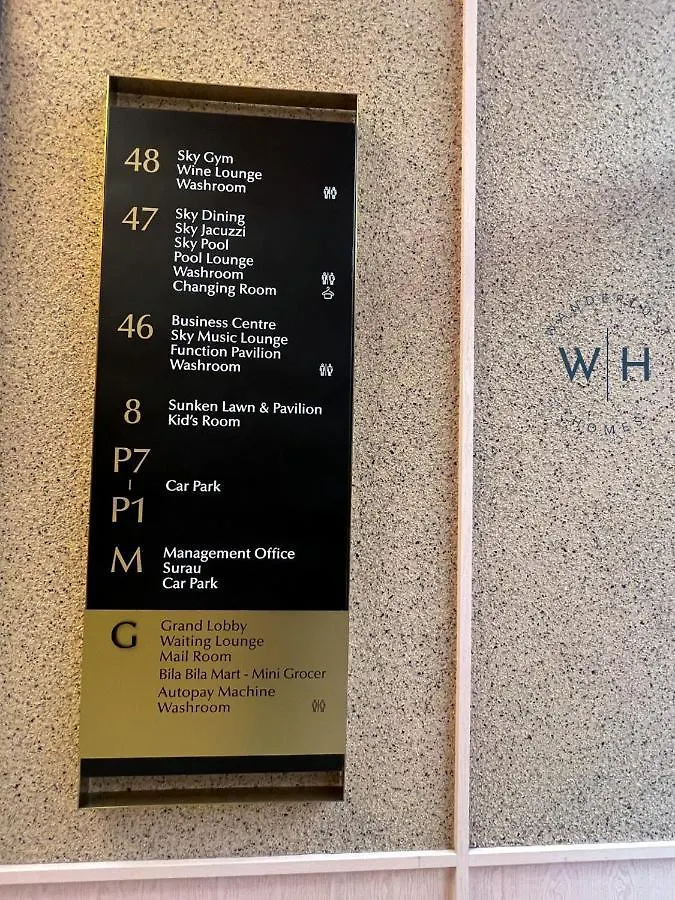 48
Sky Gym
Wine Lounge
Washroom
47
Sky Dining
Sky Jacuzzi
Sky Pool
Pool Lounge
Washroom
Changing Room
46
Business Centre
Sky Music Lounge
Function Pavilion
Washroom
8
Sunken Lawn & Pavilion
Kid's Room
P7
-
P1
Car Park
M
Management Office
Surau
Car Park
G
Grand Lobby
Waiting Lounge
Mail Room
Bila Bila Mart - Mini Grocer
Autopay Machine
Washroom
WANDERLUST
W|H
HOMES